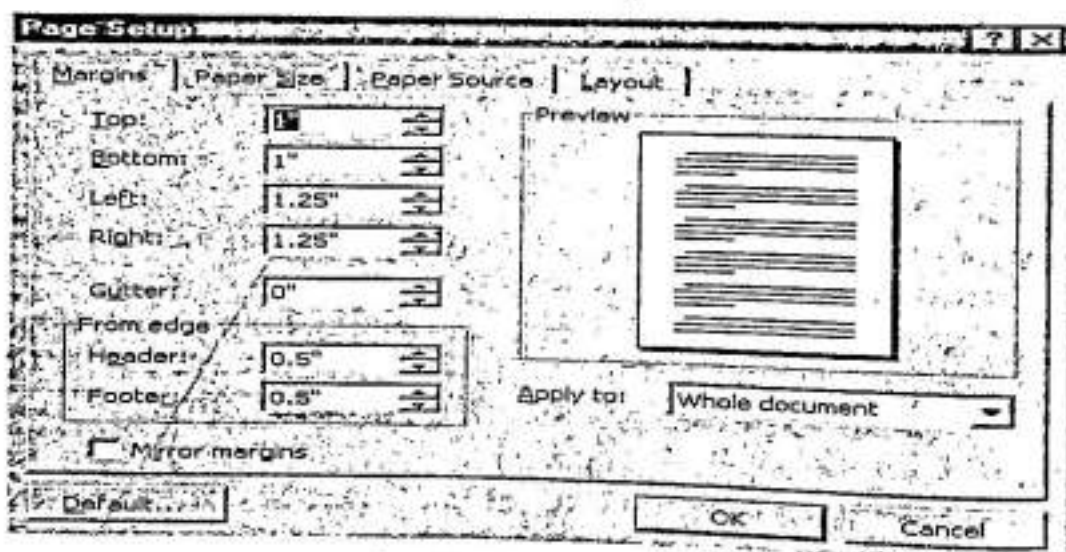 Page Setup ? X
Margins Paper Size Paper Source Layout
Top: 1"
Bottom: 1"
Left: 1.25"
Right: 1.25"
Gutter: 0"
From edge
Header: 0.5"
Footer: 0.5"
Mirror margins
Preview
Apply to: Whole document
Default... OK Cancel